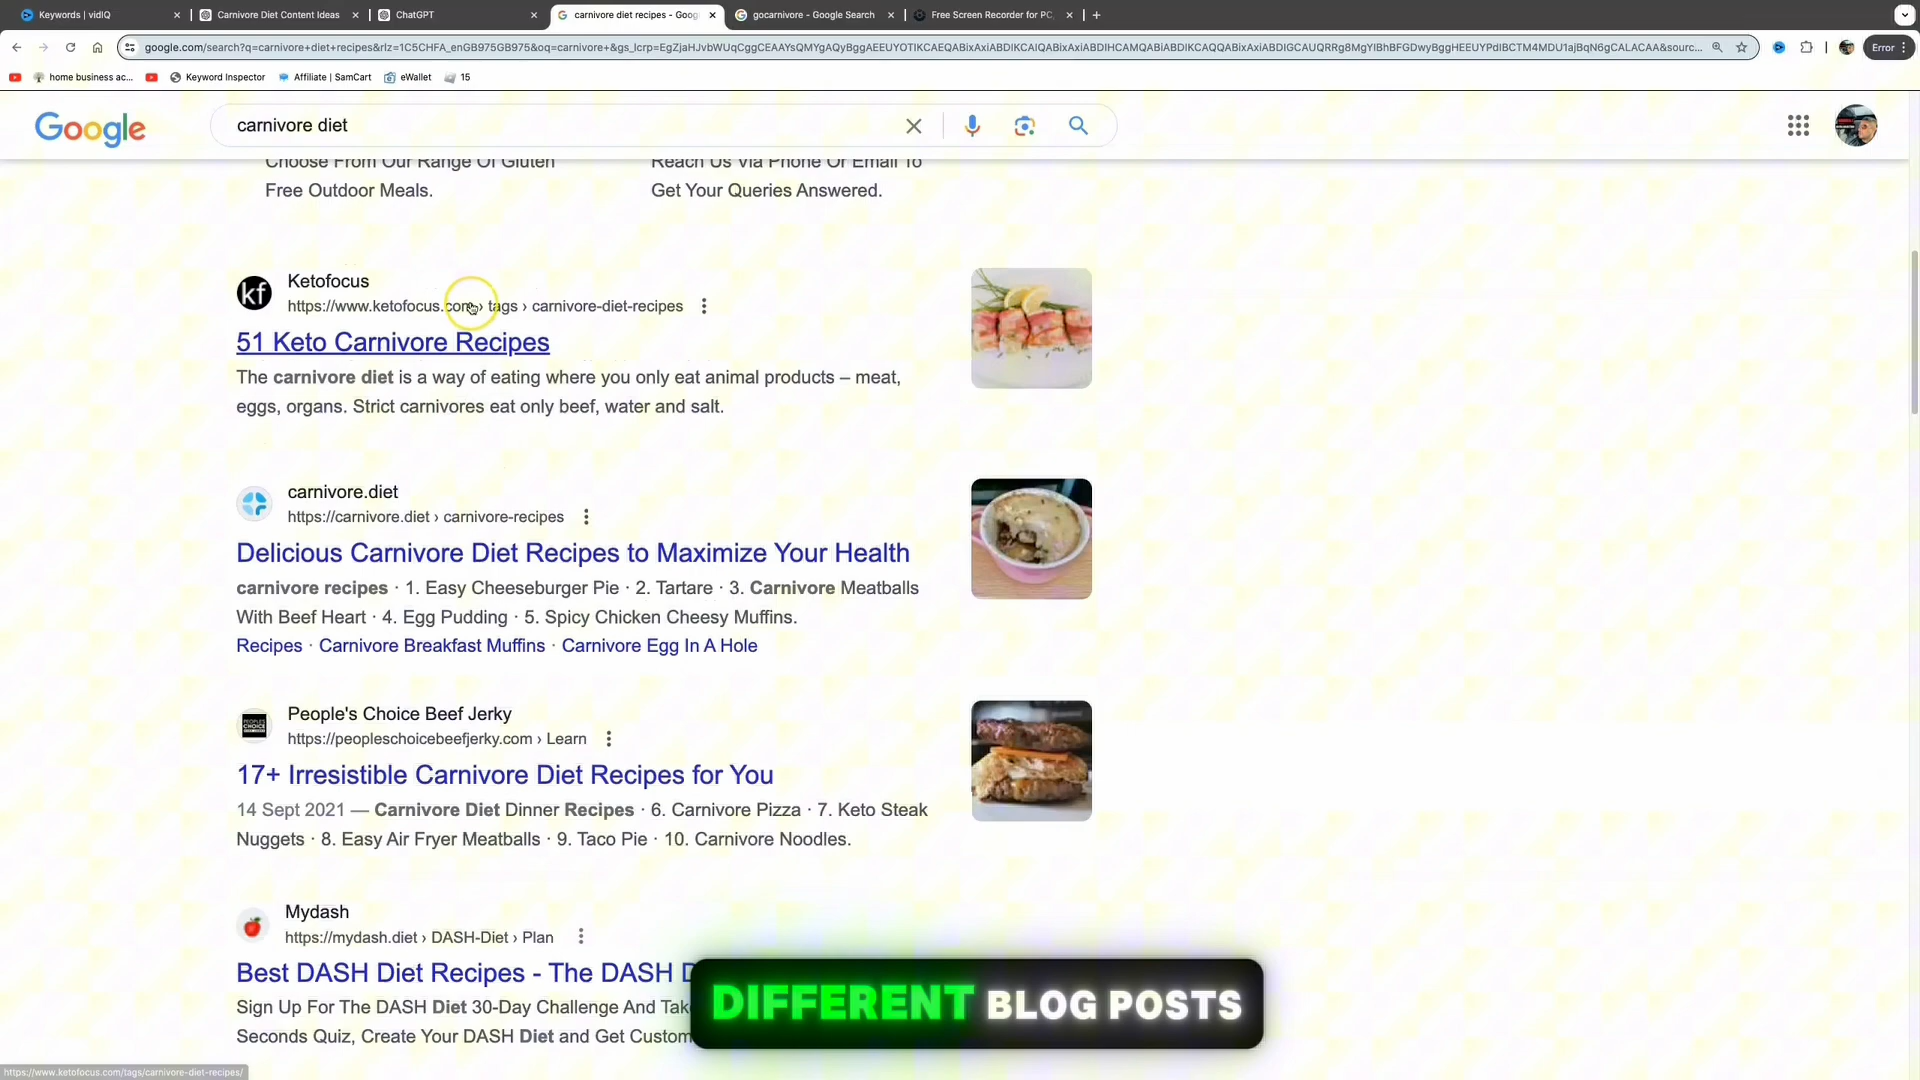 Keywords | vidIQ
Carnivore Diet Content Ideas
ChatGPT
carnivore diet recipes - Goog
gocarnivore - Google Search
Free Screen Recorder for PC,
Error
home business ac...
Keyword Inspector
Affiliate | SamCart
eWallet
15
Google
carnivore diet
Choose From Our Range Of Gluten
Free Outdoor Meals.
Reach Us Via Phone Or Email To
Get Your Queries Answered.
kf
Ketofocus
https://www.ketofocus.com › tags › carnivore-diet-recipes
51 Keto Carnivore Recipes
The carnivore diet is a way of eating where you only eat animal products – meat,
eggs, organs. Strict carnivores eat only beef, water and salt.
carnivore.diet
https://carnivore.diet › carnivore-recipes
Delicious Carnivore Diet Recipes to Maximize Your Health
carnivore recipes · 1. Easy Cheeseburger Pie · 2. Tartare · 3. Carnivore Meatballs
With Beef Heart · 4. Egg Pudding · 5. Spicy Chicken Cheesy Muffins.
Recipes · Carnivore Breakfast Muffins · Carnivore Egg In A Hole
People's Choice Beef Jerky
https://peopleschoicebeefjerky.com › Learn
17+ Irresistible Carnivore Diet Recipes for You
14 Sept 2021 — Carnivore Diet Dinner Recipes · 6. Carnivore Pizza · 7. Keto Steak
Nuggets · 8. Easy Air Fryer Meatballs · 9. Taco Pie · 10. Carnivore Noodles.
Mydash
https://mydash.diet › DASH-Diet › Plan
Best DASH Diet Recipes - The DASH D
Sign Up For The DASH Diet 30-Day Challenge And Tak
Seconds Quiz, Create Your DASH Diet and Get Custom
DIFFERENT BLOG POSTS
https://www.ketofocus.com/tags/carnivore-diet-recipes/